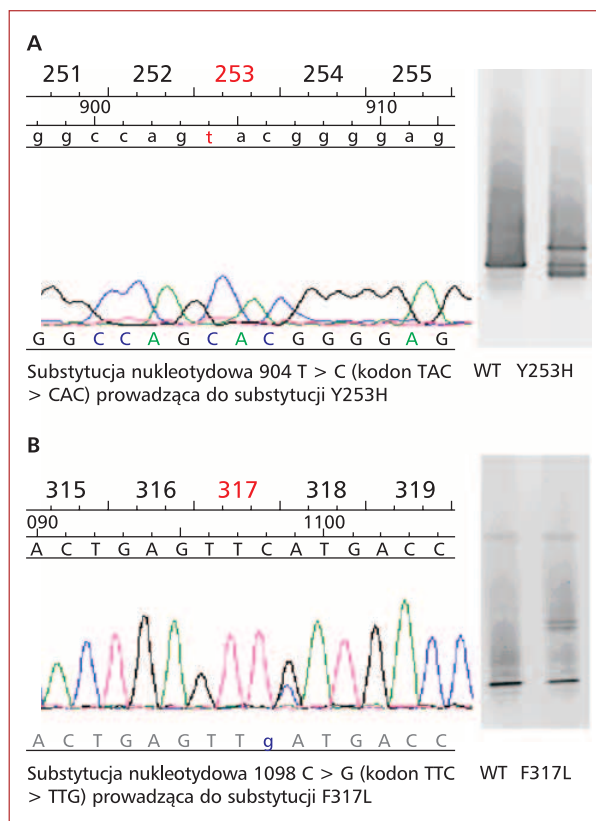 A
251 252 253 254 255
900 910
g g c c a g t a c g g g g a g
G G C C A G C A C G G G G A G
Substytucja nukleotydowa 904 T > C (kodon TAC
> CAC) prowadząca do substytucji Y253H
WT Y253H
B
315 316 317 318 319
090 1100
A C T G A G T T C A T G A C C
A C T G A G T T g A T G A C C
Substytucja nukleotydowa 1098 C > G (kodon TTC
> TTG) prowadząca do substytucji F317L
WT F317L